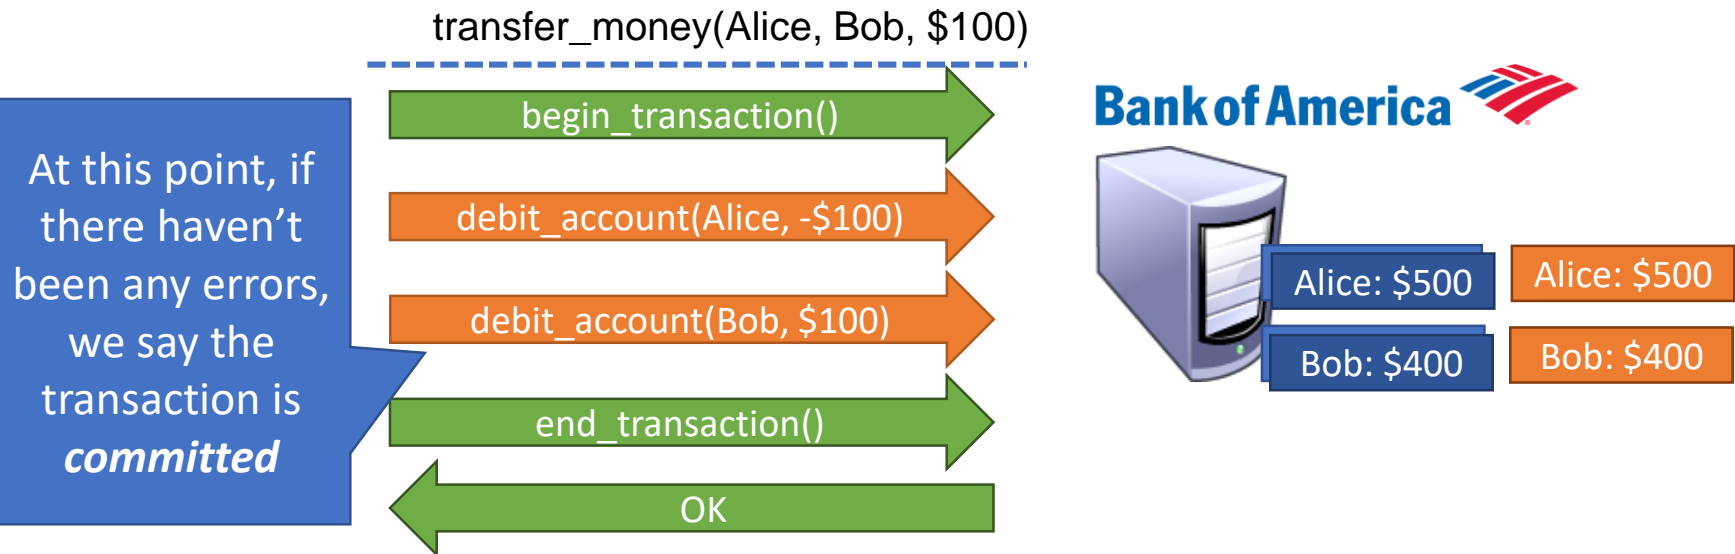 transfer_money(Alice, Bob, $100)
begin_transaction()
debit_account(Alice, -$100)
debit_account(Bob, $100)
end_transaction()
OK
At this point, if
there haven't
been any errors,
we say the
transaction is
committed
Bank of America
Alice: $500
Alice: $500
Bob: $400
Bob: $400